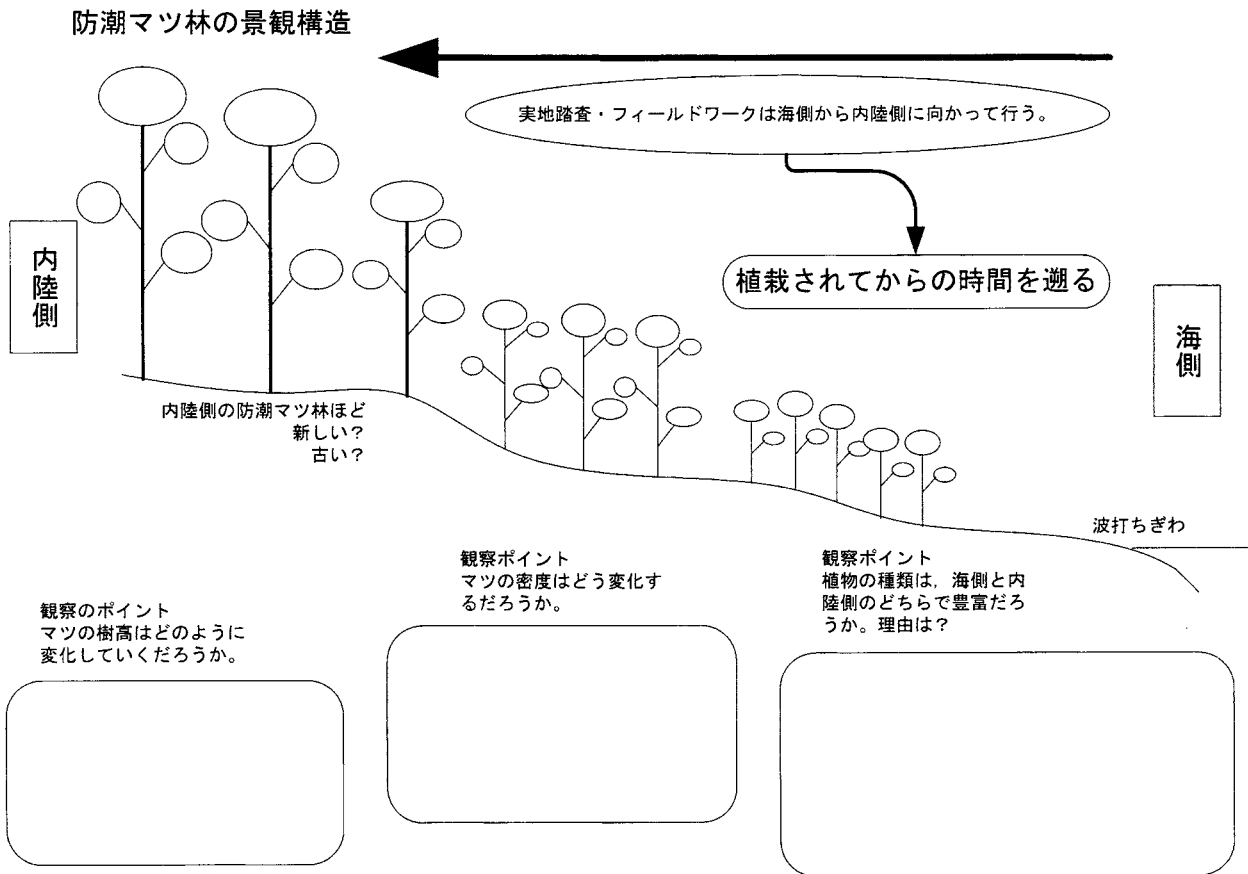 防潮マツ林の景観構造
実地踏査・フィールドワークは海側から内陸側に向かって行う。
植栽されてからの時間を遡る
内陸側
海側
内陸側の防潮マツ林ほど
新しい？
古い？
波打ちぎわ
観察のポイント
マツの樹高はどのように
変化していくだろうか。
観察ポイント
マツの密度はどう変化す
るだろうか。
観察ポイント
植物の種類は，海側と内
陸側のどちらで豊富だろ
うか。理由は？